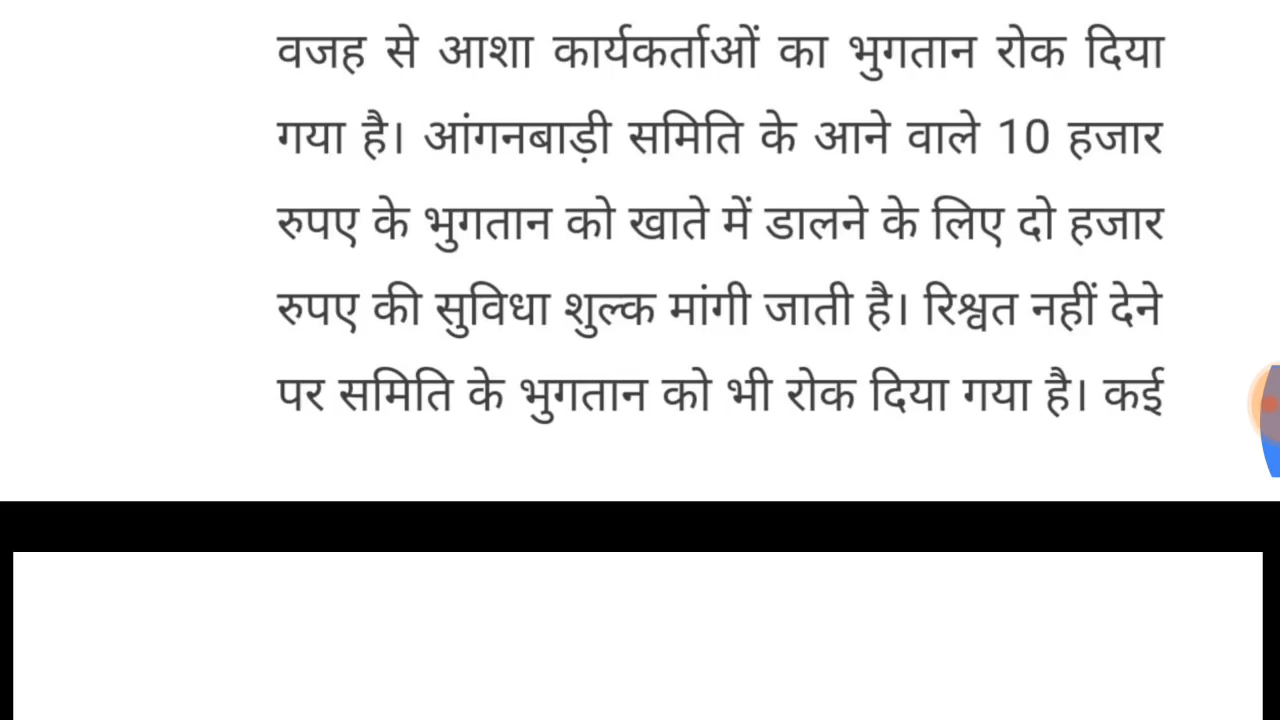 वजह से आशा कार्यकर्ताओं का भुगतान रोक दिया
गया है। आंगनबाड़ी समिति के आने वाले 10 हजार
रुपए के भुगतान को खाते में डालने के लिए दो हजार
रुपए की सुविधा शुल्क मांगी जाती है। रिश्वत नहीं देने
पर समिति के भुगतान को भी रोक दिया गया है। कई